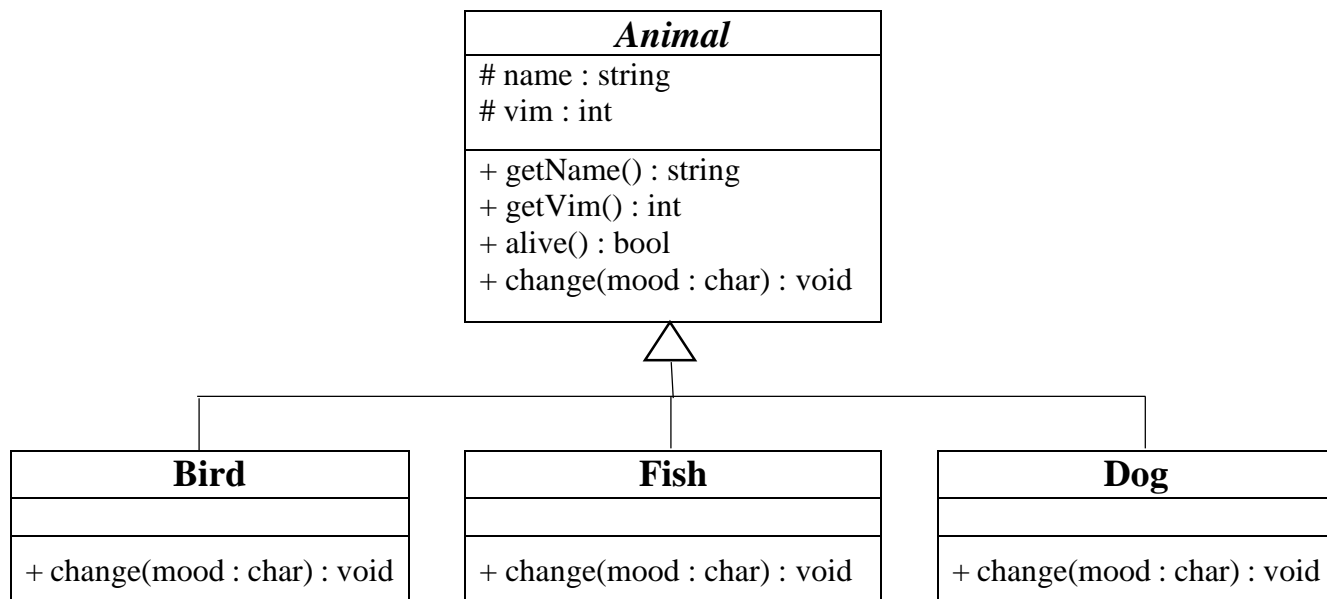 Animal
# name : string
# vim : int
+ getName() : string
+ getVim() : int
+ alive() : bool
+ change(mood : char) : void
Bird
+ change(mood : char) : void
Fish
+ change(mood : char) : void
Dog
+ change(mood : char) : void